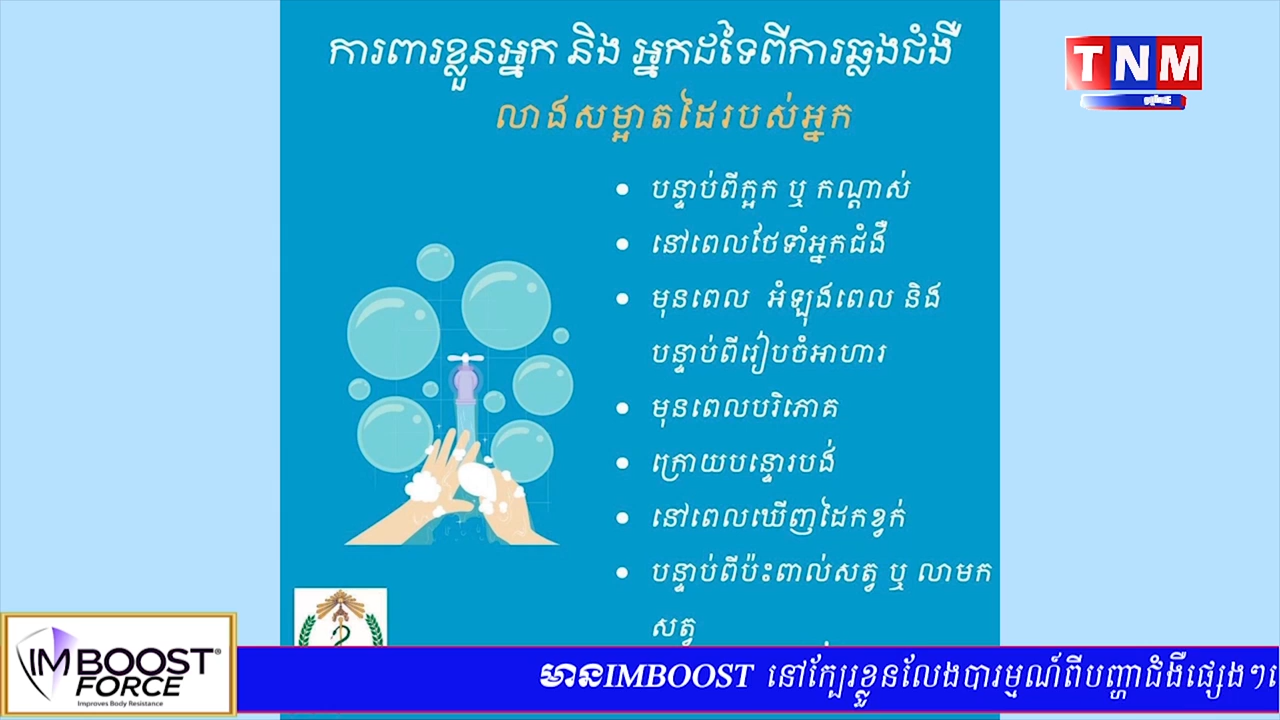 ការពារខ្លួនអ្នក និង អ្នកដទៃពីការឆ្លងជំងឺ
TNM
លាងសម្អាតដៃរបស់អ្នក
បន្ទាប់ពីក្អក ឬ កណ្តាស់
នៅពេលថែទាំអ្នកជំងឺ
មុនពេល អំឡុងពេល និង
បន្ទាប់ពីរៀបចំអាហារ
មុនពេលបរិភោគ
ក្រោយបន្ទោរបង់
នៅពេលឃើញដៃកខ្វក់
បន្ទាប់ពីប៉ះពាល់សត្វ ឬ លាមក
សត្វ
IMBOOST®
FORCE
Improves Body Resistance
មានIMBOOST នៅក្បែរខ្លួនលែងបារម្មណ៍ពីបញ្ហាជំងឺផ្សេងៗ